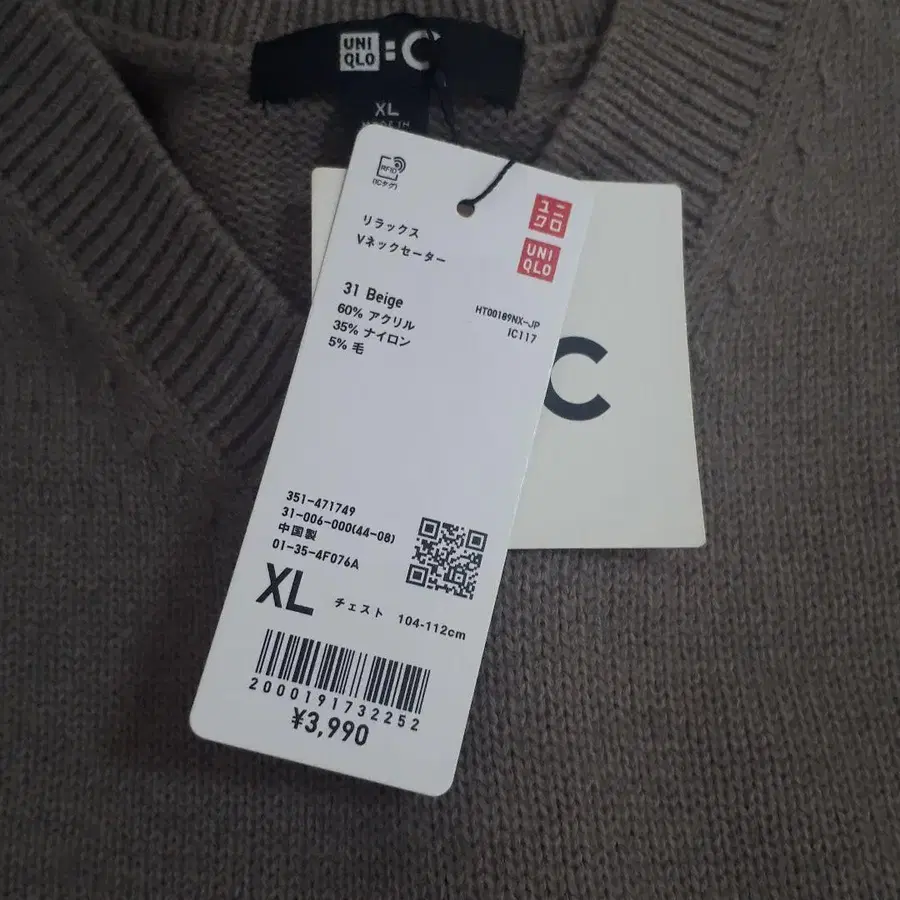 UNI
QLO
:C
XL
MADE IN
RFID
(ICタグ)
ユニ
クロ
UNI
QLO
リラックス
Vネックセーター
31 Beige
60% アクリル
35% ナイロン
5% 毛
HT00189NX-JP
IC117
C
351-471749
31-006-000(44-08)
中国製
01-35-4F076A
XL チェスト 104-112cm
2000191732252
¥3,990